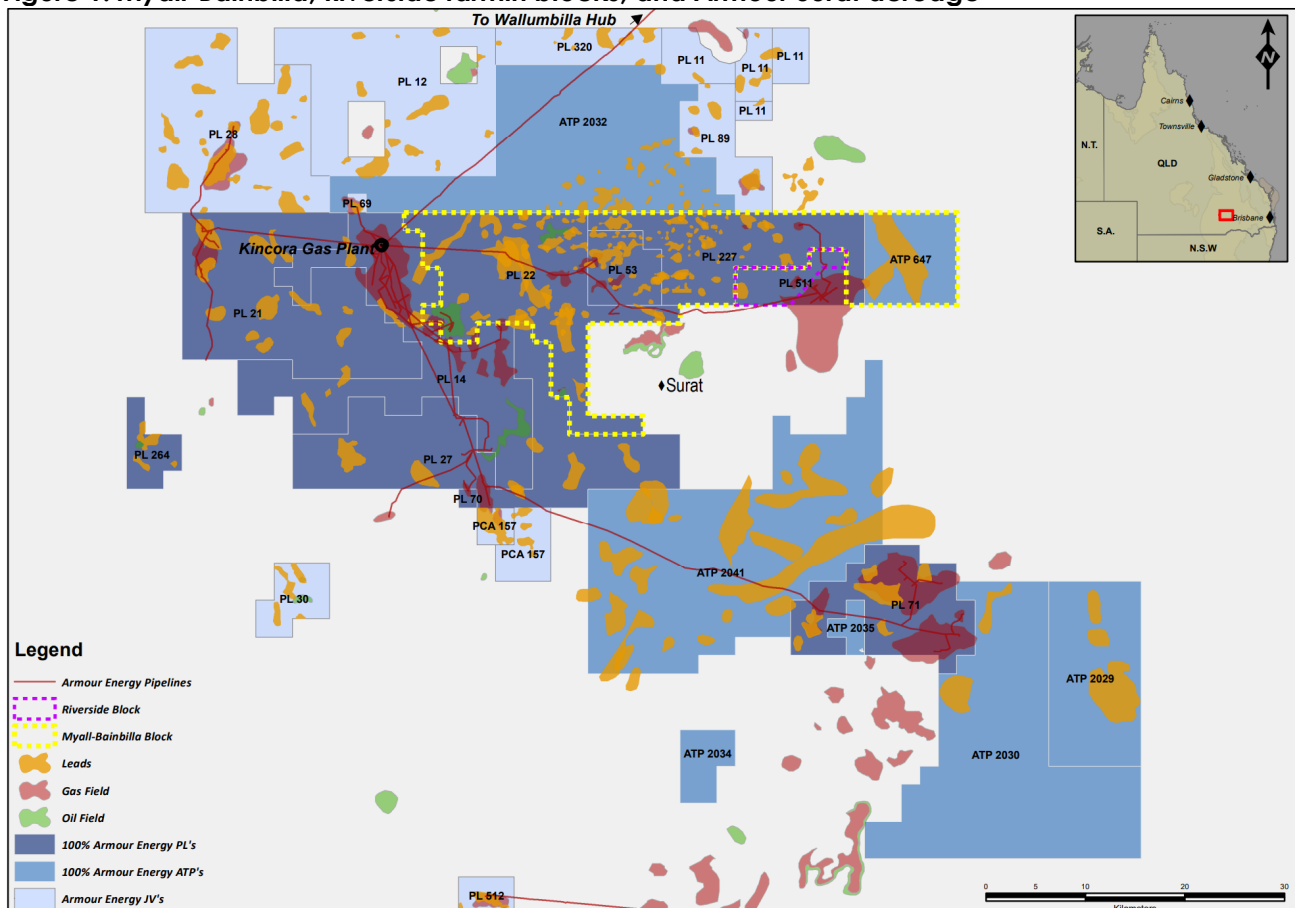 To Wallumbilla Hub
PL 320
PL 11
PL 11
PL 11
PL 12
PL 11
ATP 2032
PL 28
PL 89
PL 69
Kincora Gas Plant
PL 22
PL 53
PL 227
PL 511
ATP 647
PL 21
PL 14
Surat
PL 264
PL 27
PL 70
PCA 157
PCA 157
ATP 2041
PL 30
PL 71
ATP 2035
ATP 2029
ATP 2034
ATP 2030
PL 512
N
Cairns
Townsville
N.T.
QLD
Gladstone
Brisbane
S.A.
N.S.W
Legend
Armour Energy Pipelines
Riverside Block
Myall-Bainbilla Block
Leads
Gas Field
Oil Field
100% Armour Energy PL's
100% Armour Energy ATP's
Armour Energy JV's
0 5 10 20 30